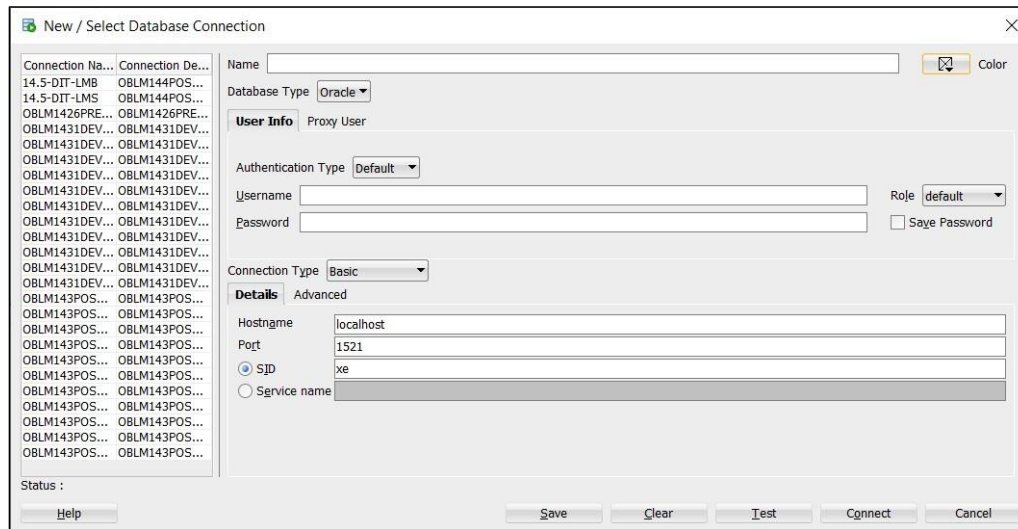 New / Select Database Connection
Connection Na... Connection De...
14.5-DIT-LMB OBLM144POS...
14.5-DIT-LMS OBLM144POS...
OBLM1426PRE... OBLM1426PRE...
OBLM1431DEV... OBLM1431DEV...
OBLM1431DEV... OBLM1431DEV...
OBLM1431DEV... OBLM1431DEV...
OBLM1431DEV... OBLM1431DEV...
OBLM1431DEV... OBLM1431DEV...
OBLM1431DEV... OBLM1431DEV...
OBLM1431DEV... OBLM1431DEV...
OBLM1431DEV... OBLM1431DEV...
OBLM1431DEV... OBLM1431DEV...
OBLM1431DEV... OBLM1431DEV...
OBLM1431DEV... OBLM1431DEV...
OBLM143POS... OBLM143POS...
OBLM143POS... OBLM143POS...
OBLM143POS... OBLM143POS...
OBLM143POS... OBLM143POS...
OBLM143POS... OBLM143POS...
OBLM143POS... OBLM143POS...
OBLM143POS... OBLM143POS...
OBLM143POS... OBLM143POS...
OBLM143POS... OBLM143POS...
OBLM143POS... OBLM143POS...
OBLM143POS... OBLM143POS...
Name Color
Database Type Oracle
User Info Proxy User
Authentication Type Default
Username Role default
Password Save Password
Connection Type Basic
Details Advanced
Hostname localhost
Port 1521
SID xe
Service name
Status :
Help Save Clear Test Connect Cancel